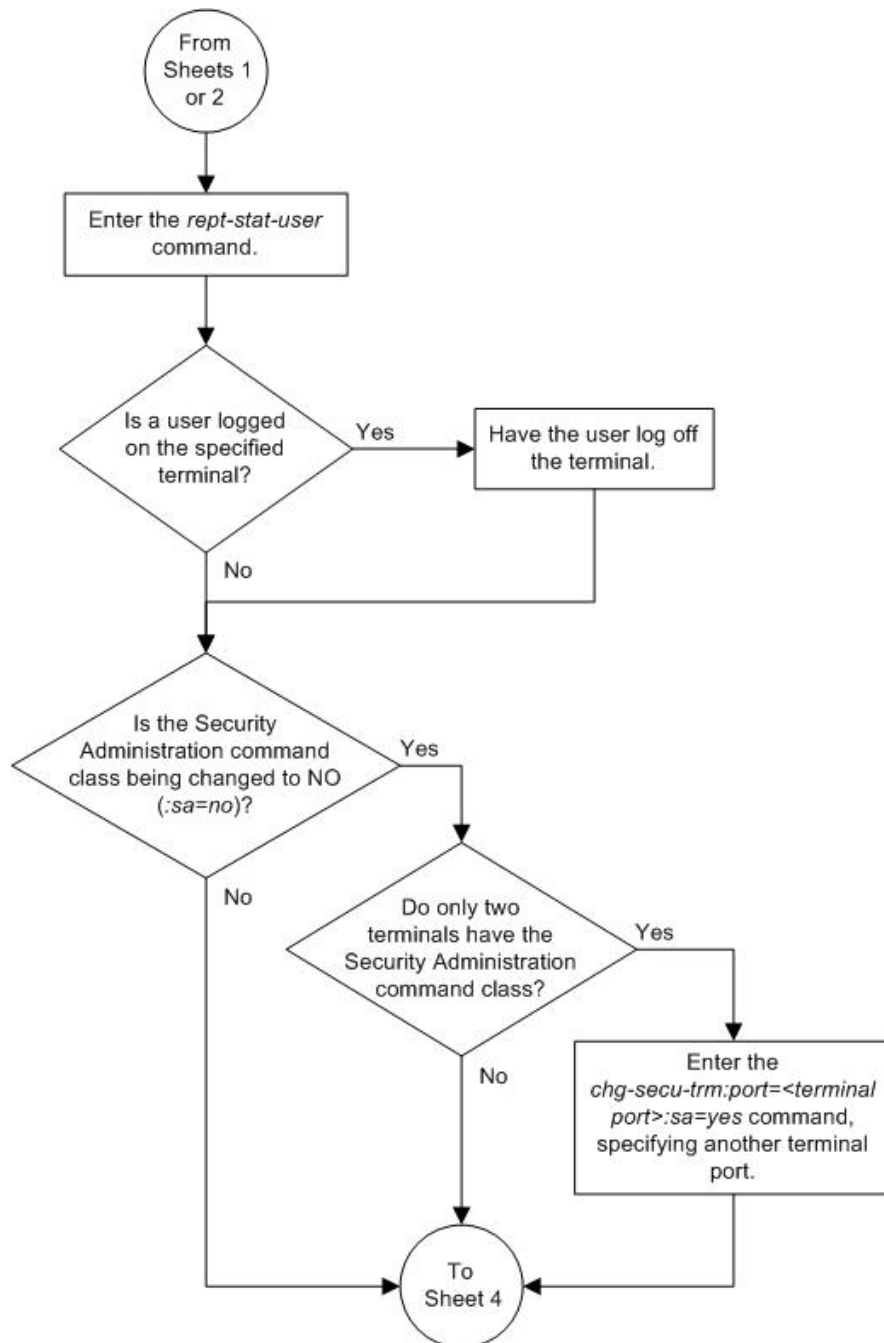 From
Sheets 1
or 2
Enter the rept-stat-user
command.
Is a user logged
on the specified
terminal?
Yes
Have the user log off
the terminal.
No
Is the Security
Administration command
class being changed to NO
(:sa=no)?
Yes
No
Do only two
terminals have the
Security Administration
command class?
Yes
No
Enter the
chg-secu-trm:port=<terminal
port>:sa=yes command,
specifying another terminal
port.
To
Sheet 4